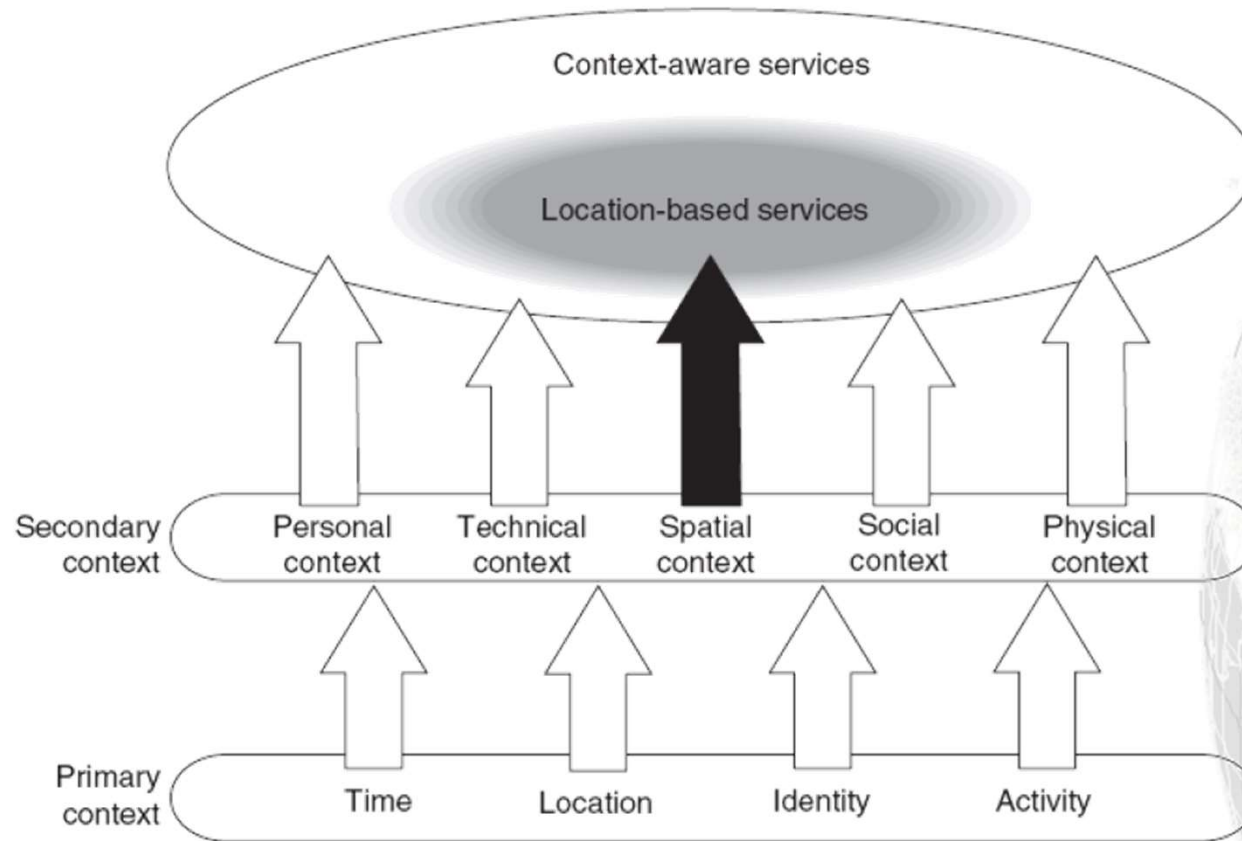 Context-aware services
Location-based services
Secondary
context
Personal
context
Technical
context
Spatial
context
Social
context
Physical
context
Primary
context
Time
Location
Identity
Activity